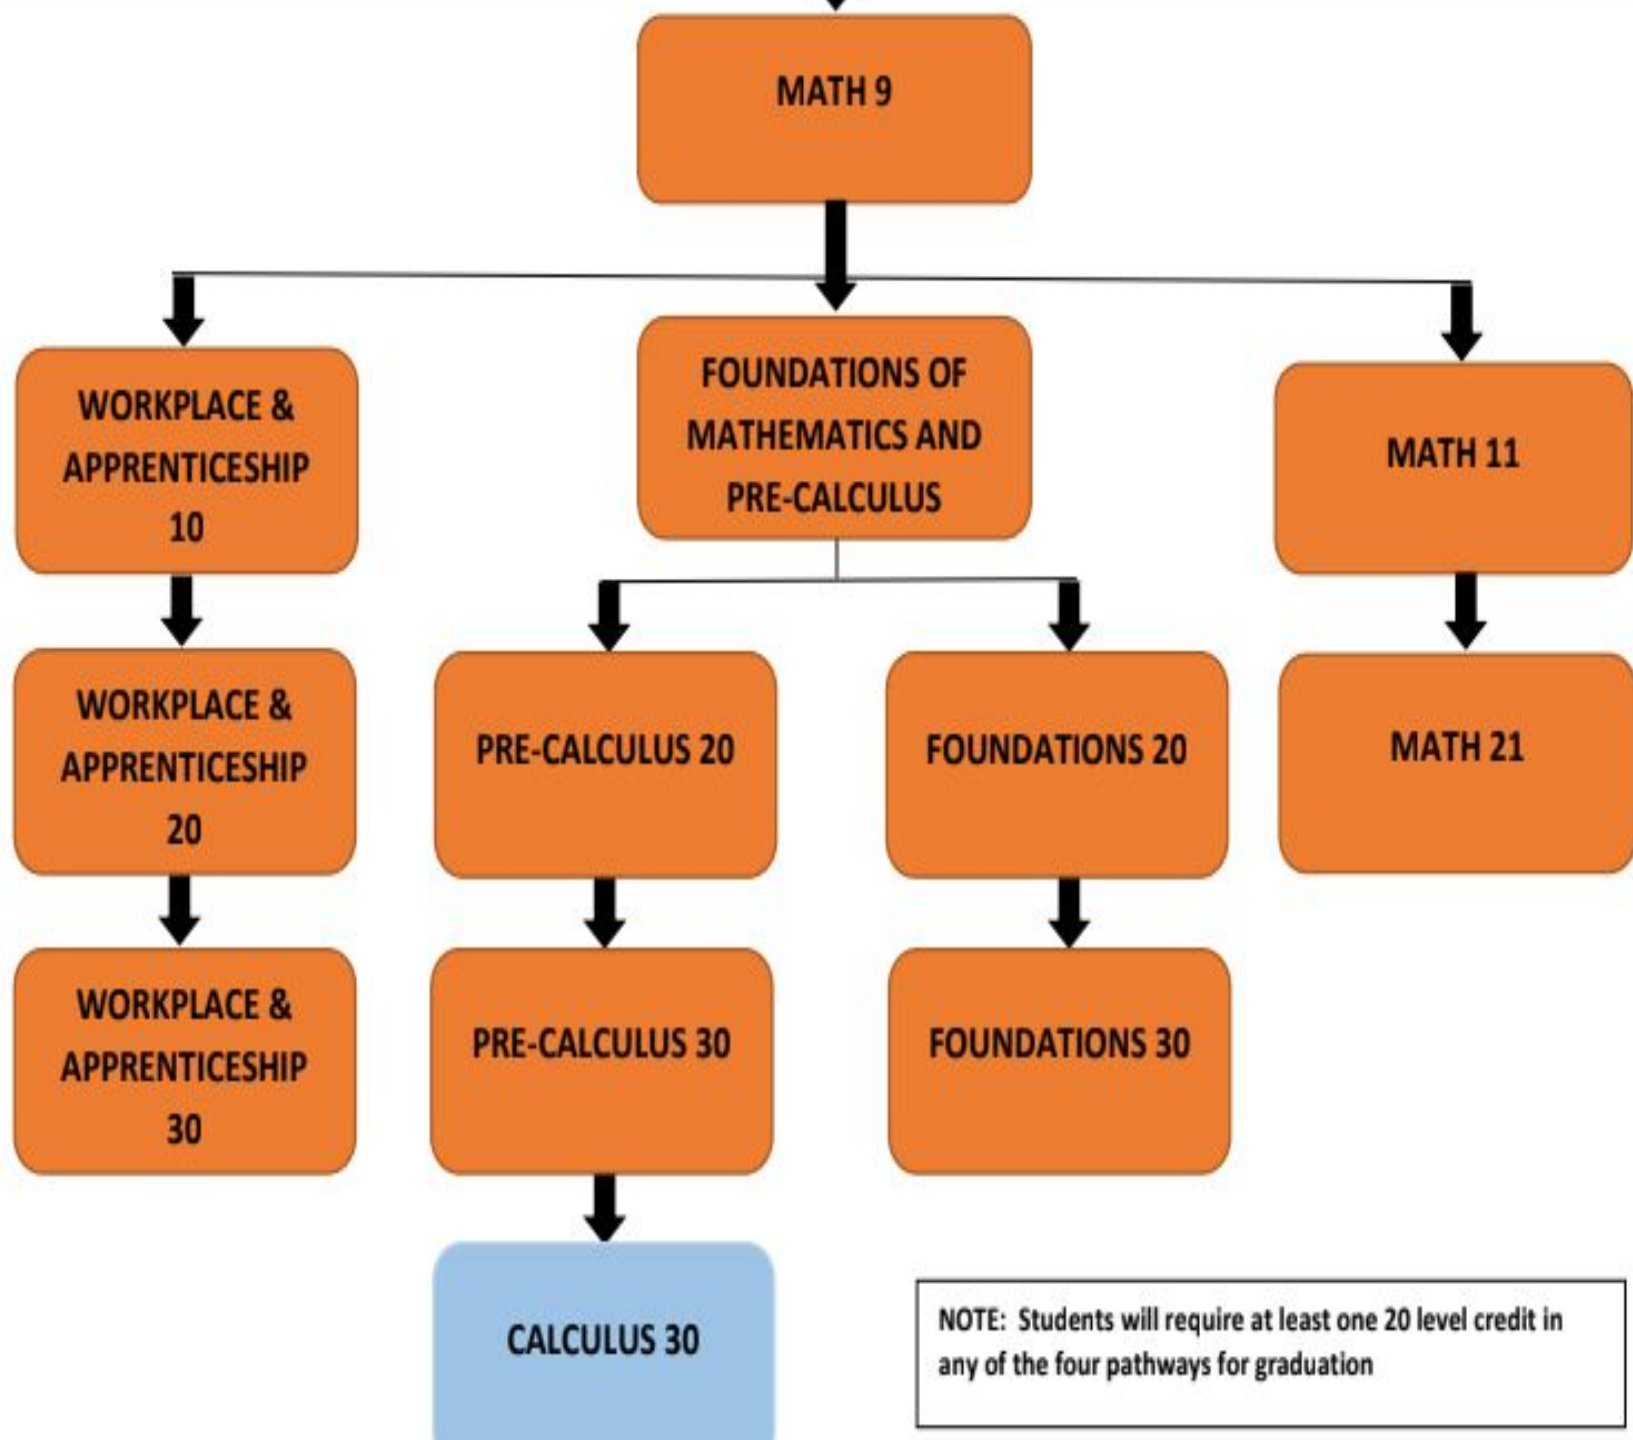 MATH 9
WORKPLACE &
APPRENTICESHIP
10
FOUNDATIONS OF
MATHEMATICS AND
PRE-CALCULUS
MATH 11
WORKPLACE &
APPRENTICESHIP
20
PRE-CALCULUS 20
FOUNDATIONS 20
MATH 21
WORKPLACE &
APPRENTICESHIP
30
PRE-CALCULUS 30
FOUNDATIONS 30
CALCULUS 30
NOTE: Students will require at least one 20 level credit in
any of the four pathways for graduation